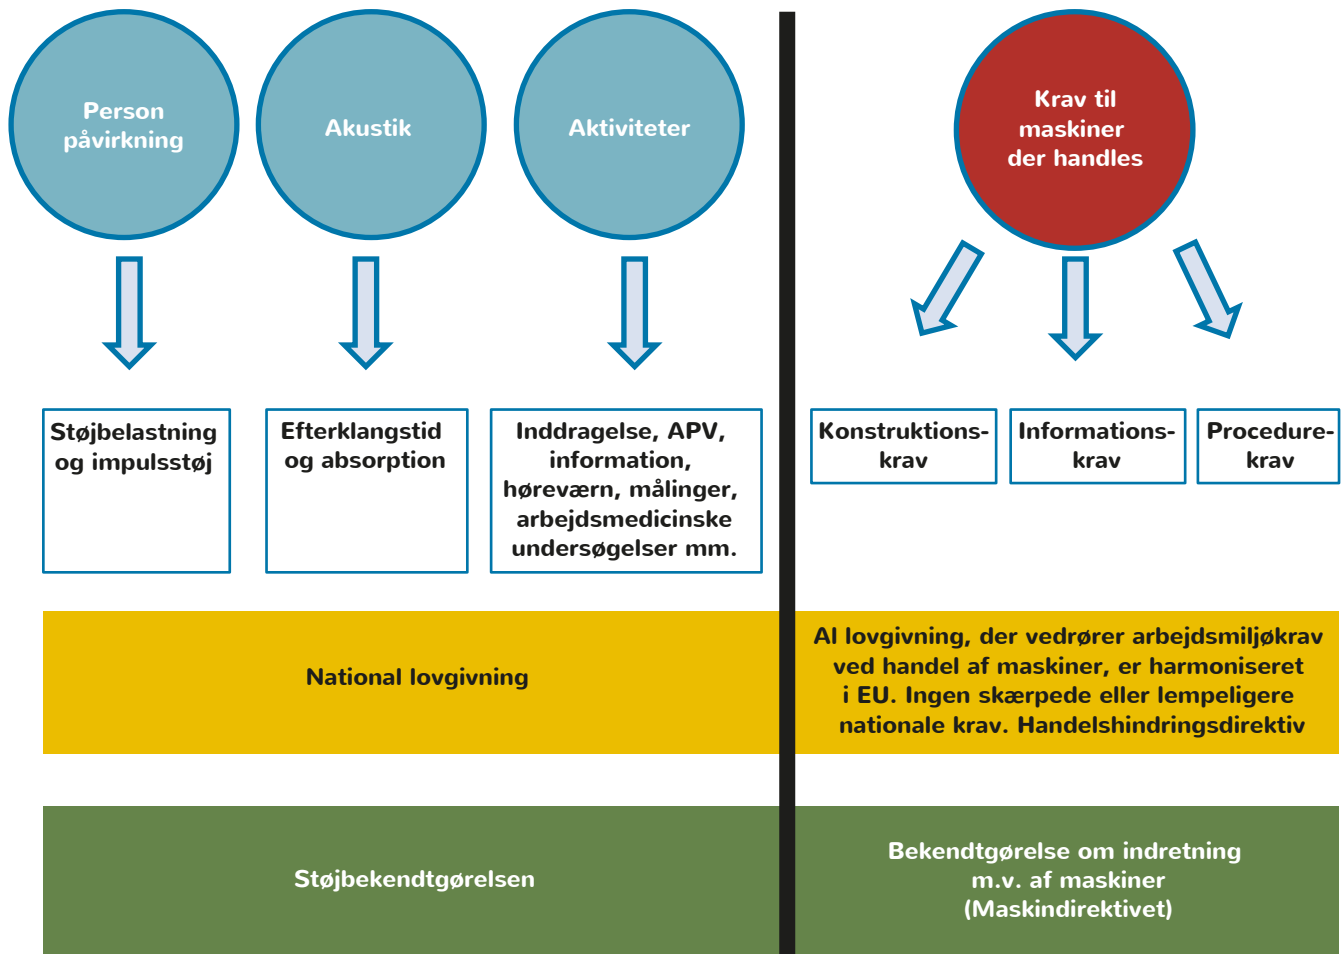 Person
påvirkning
Akustik
Aktiviteter
Krav til
maskiner
der handles
Støjbelastning
og impulsstøj
Efterklangstid
og absorption
Inddragelse, APV,
information,
høreværn, målinger,
arbejdsmedicinske
undersøgelser mm.
Konstruktions-
krav
Informations-
krav
Procedure-
krav
National lovgivning
Al lovgivning, der vedrører arbejdsmiljøkrav
ved handel af maskiner, er harmoniseret
i EU. Ingen skærpede eller lempeligere
nationale krav. Handelshindringsdirektiv
Støjbekendtgørelsen
Bekendtgørelse om indretning
m.v. af maskiner
(Maskindirektivet)